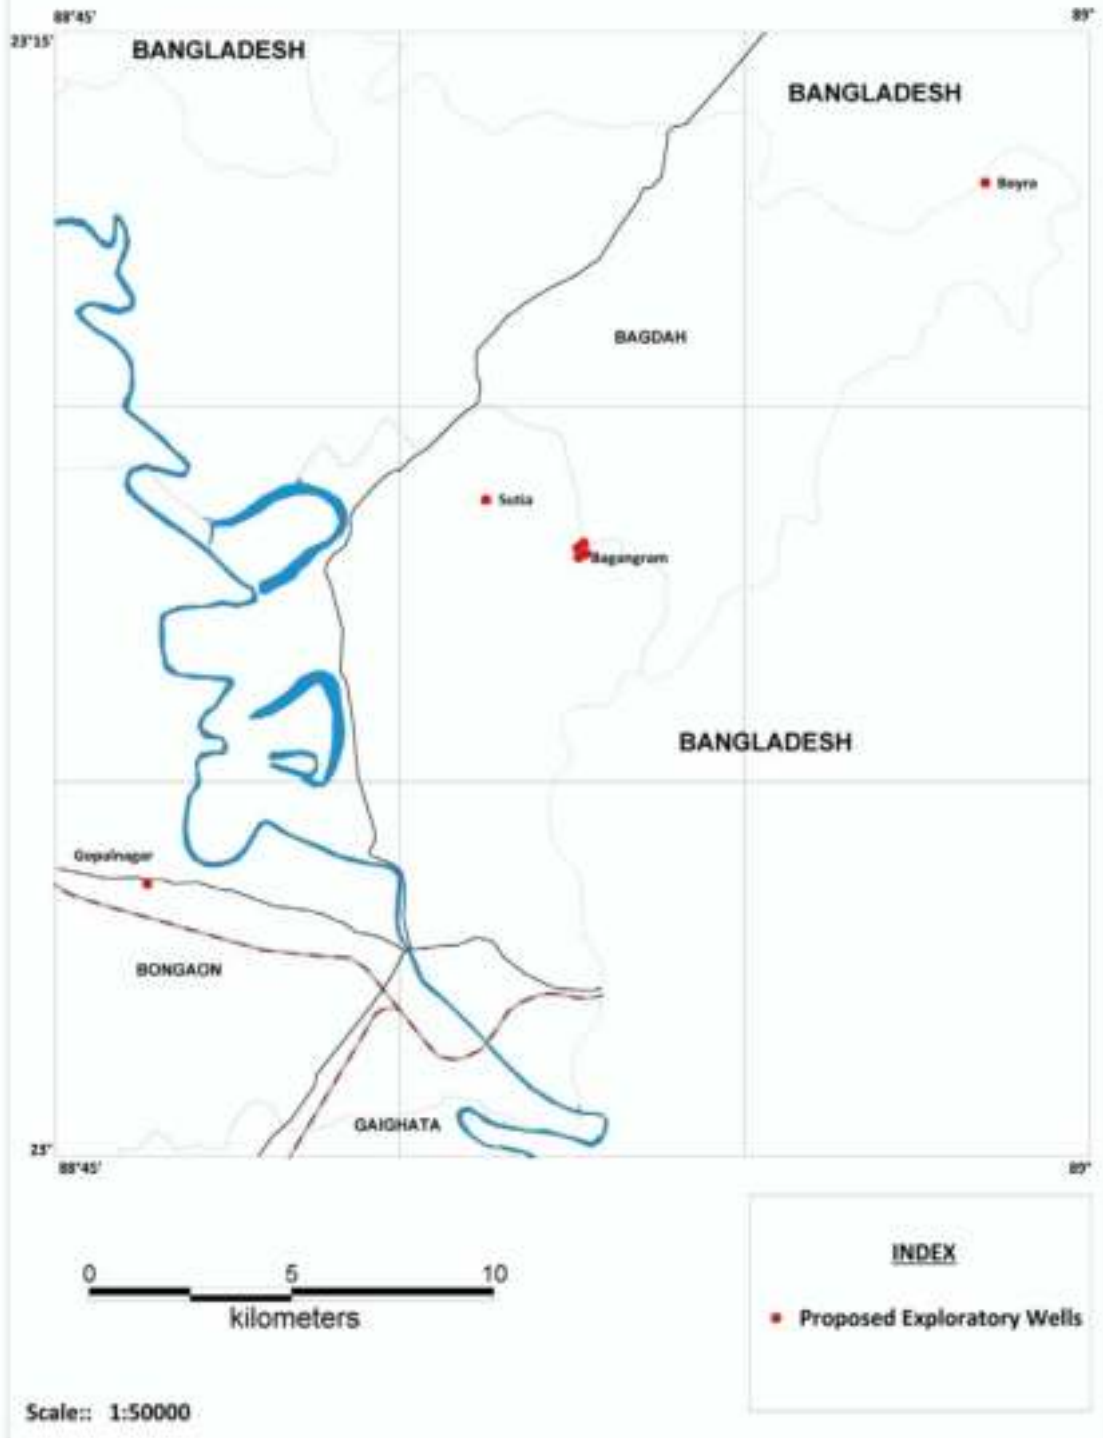 88°45'
89°
23°15'
BANGLADESH
BANGLADESH
Boyra
BAGDAH
Sutia
Bagangram
BANGLADESH
Gopalnagar
BONGAON
GAIGHATA
23°
88°45'
89°
INDEX
0 5 10
kilometers
Proposed Exploratory Wells
Scale:: 1:50000